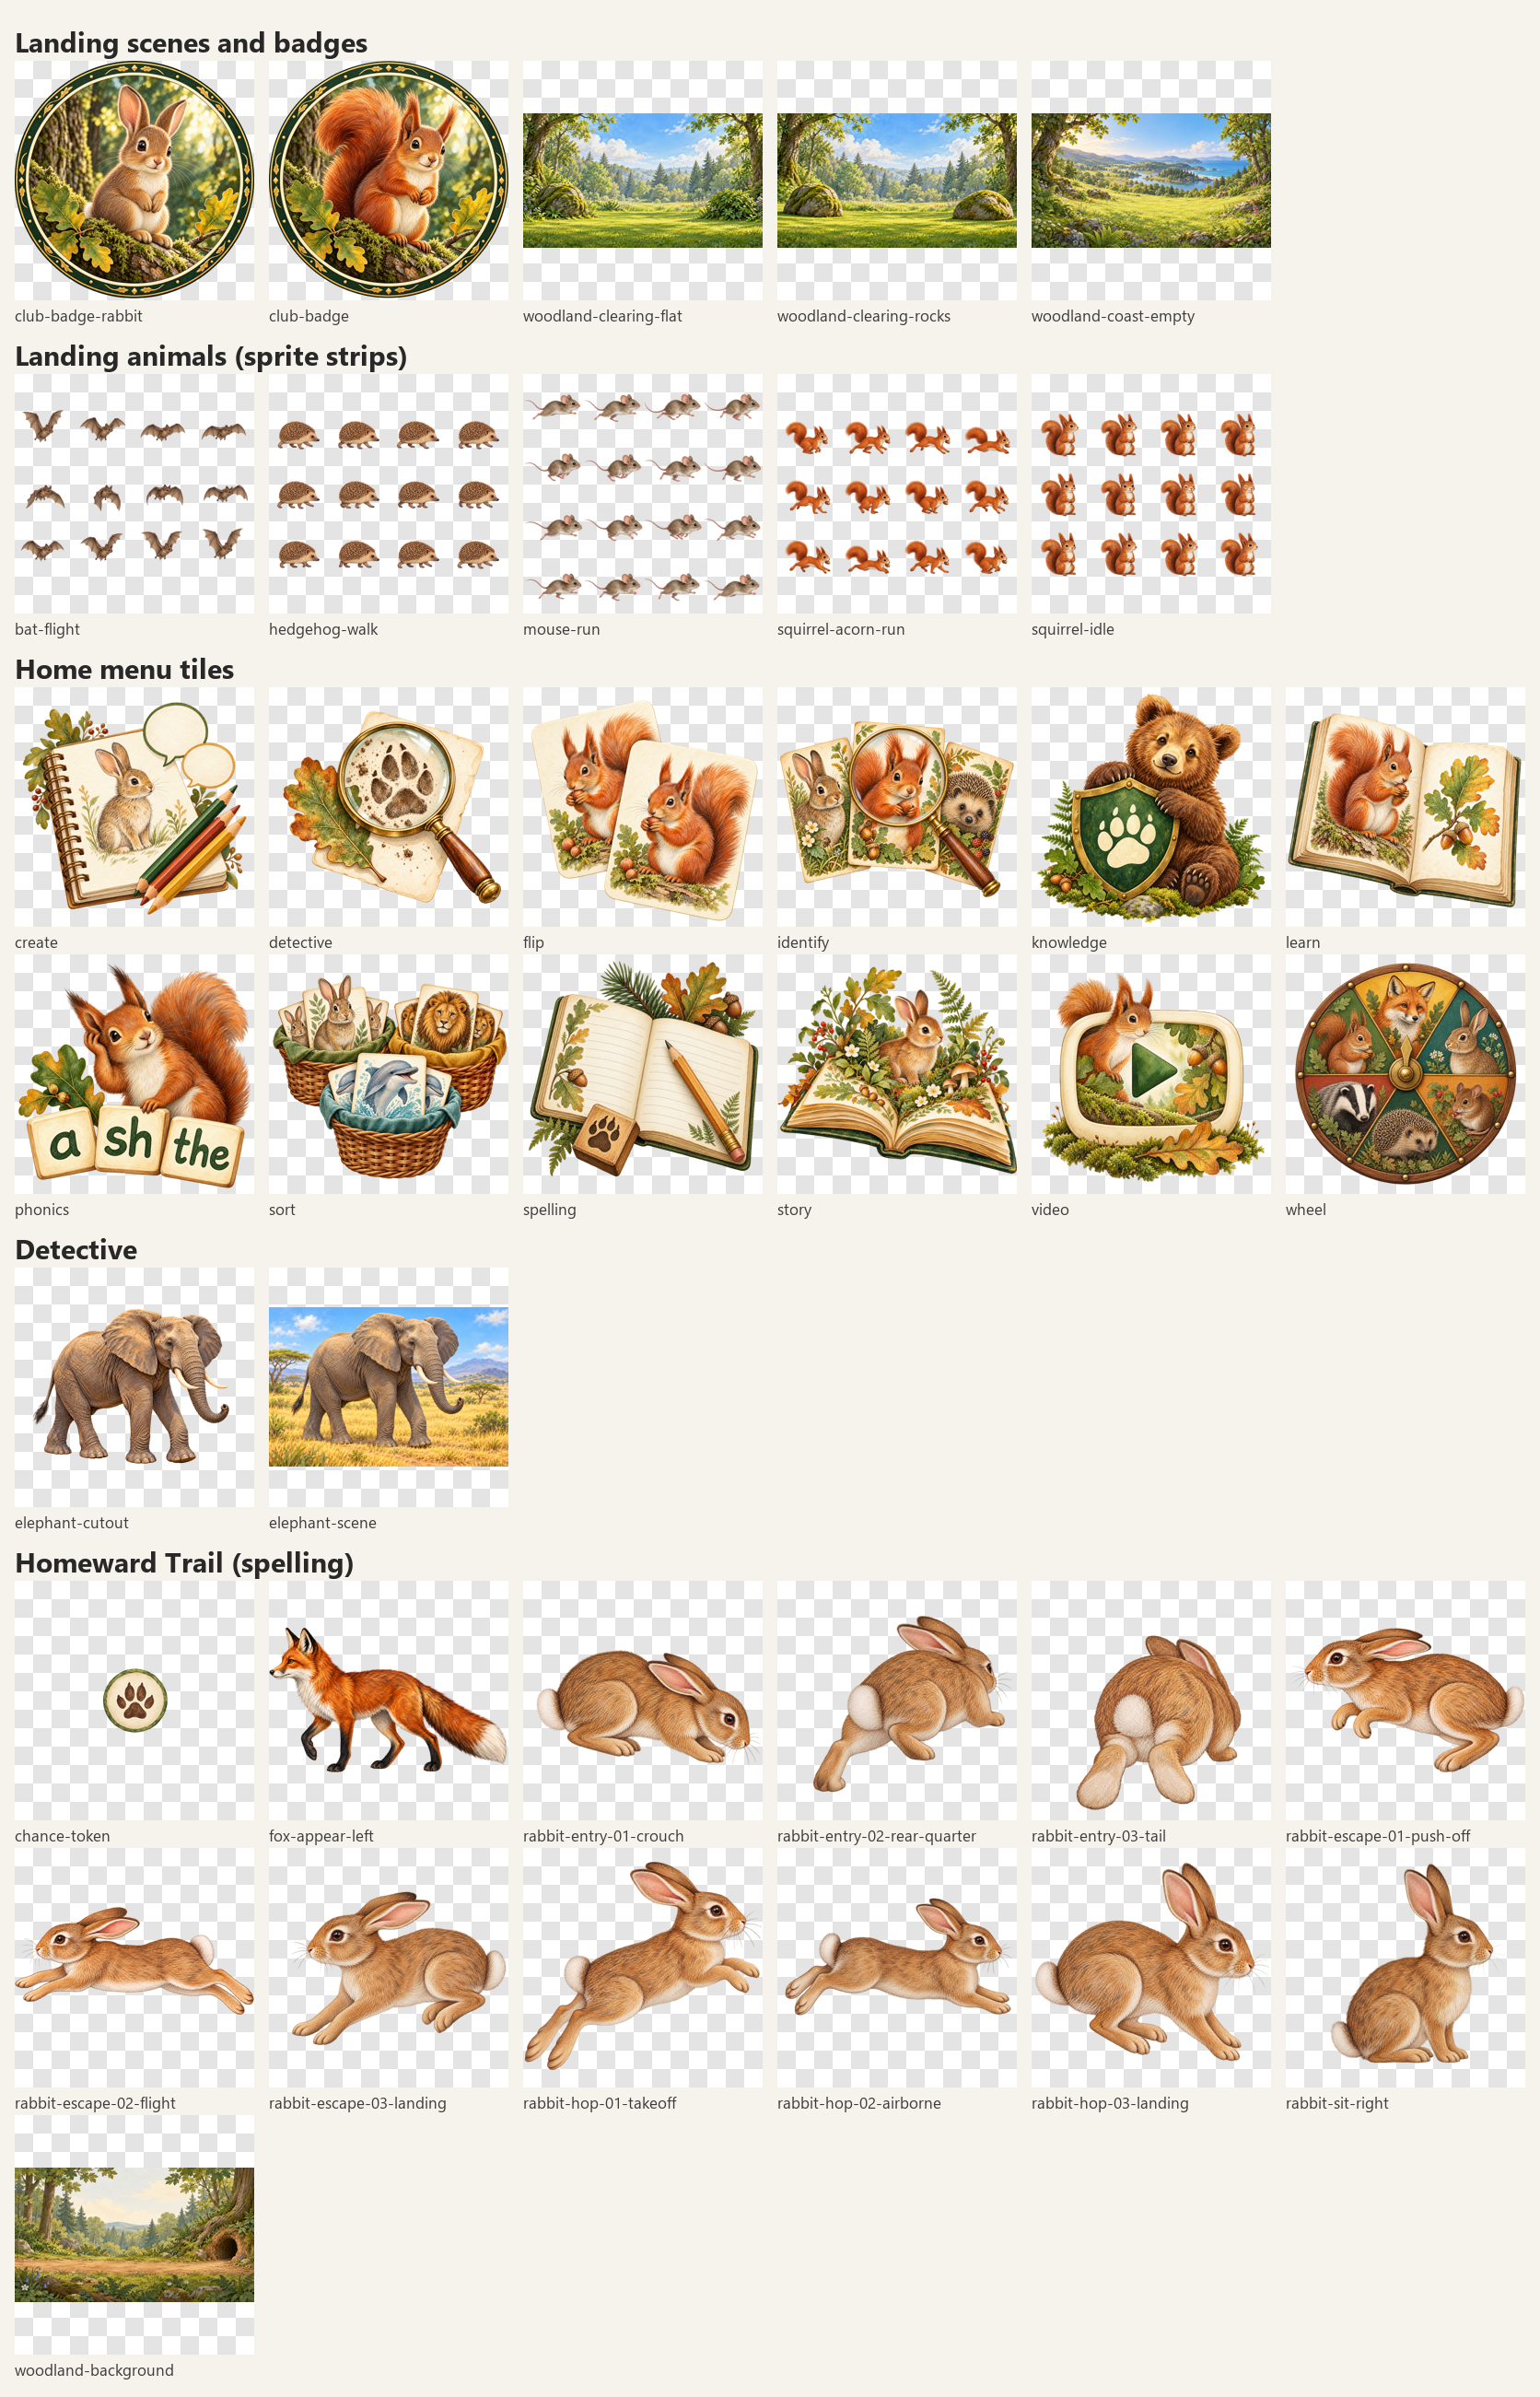 Landing scenes and badges
club-badge-rabbit
club-badge
woodland-clearing-flat
woodland-clearing-rocks
woodland-coast-empty
Landing animals (sprite strips)
bat-flight
hedgehog-walk
mouse-run
squirrel-acorn-run
squirrel-idle
Home menu tiles
create
detective
flip
identify
knowledge
learn
a sh the
phonics
sort
spelling
story
video
wheel
Detective
elephant-cutout
elephant-scene
Homeward Trail (spelling)
chance-token
fox-appear-left
rabbit-entry-01-crouch
rabbit-entry-02-rear-quarter
rabbit-entry-03-tail
rabbit-escape-01-push-off
rabbit-escape-02-flight
rabbit-escape-03-landing
rabbit-hop-01-takeoff
rabbit-hop-02-airborne
rabbit-hop-03-landing
rabbit-sit-right
woodland-background